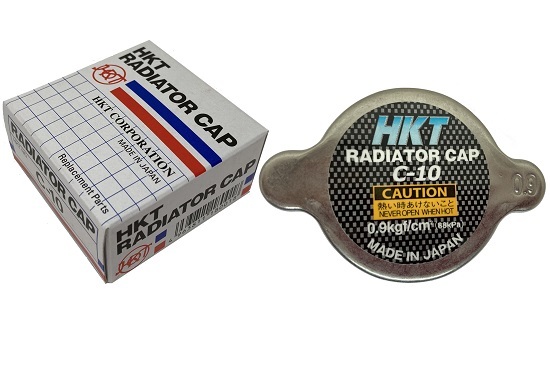 HKT
RADIATOR CAP
HKT CORPORATION
MADE IN JAPAN
HKT
Replacement Parts
C-10
HKT
RADIATOR CAP
HKT
RADIATOR CAP
C-10
CAUTION
熱い時あけないこと
NEVER OPEN WHEN HOT
0.9kgf/cm² (88kPa)
MADE IN JAPAN
0.9